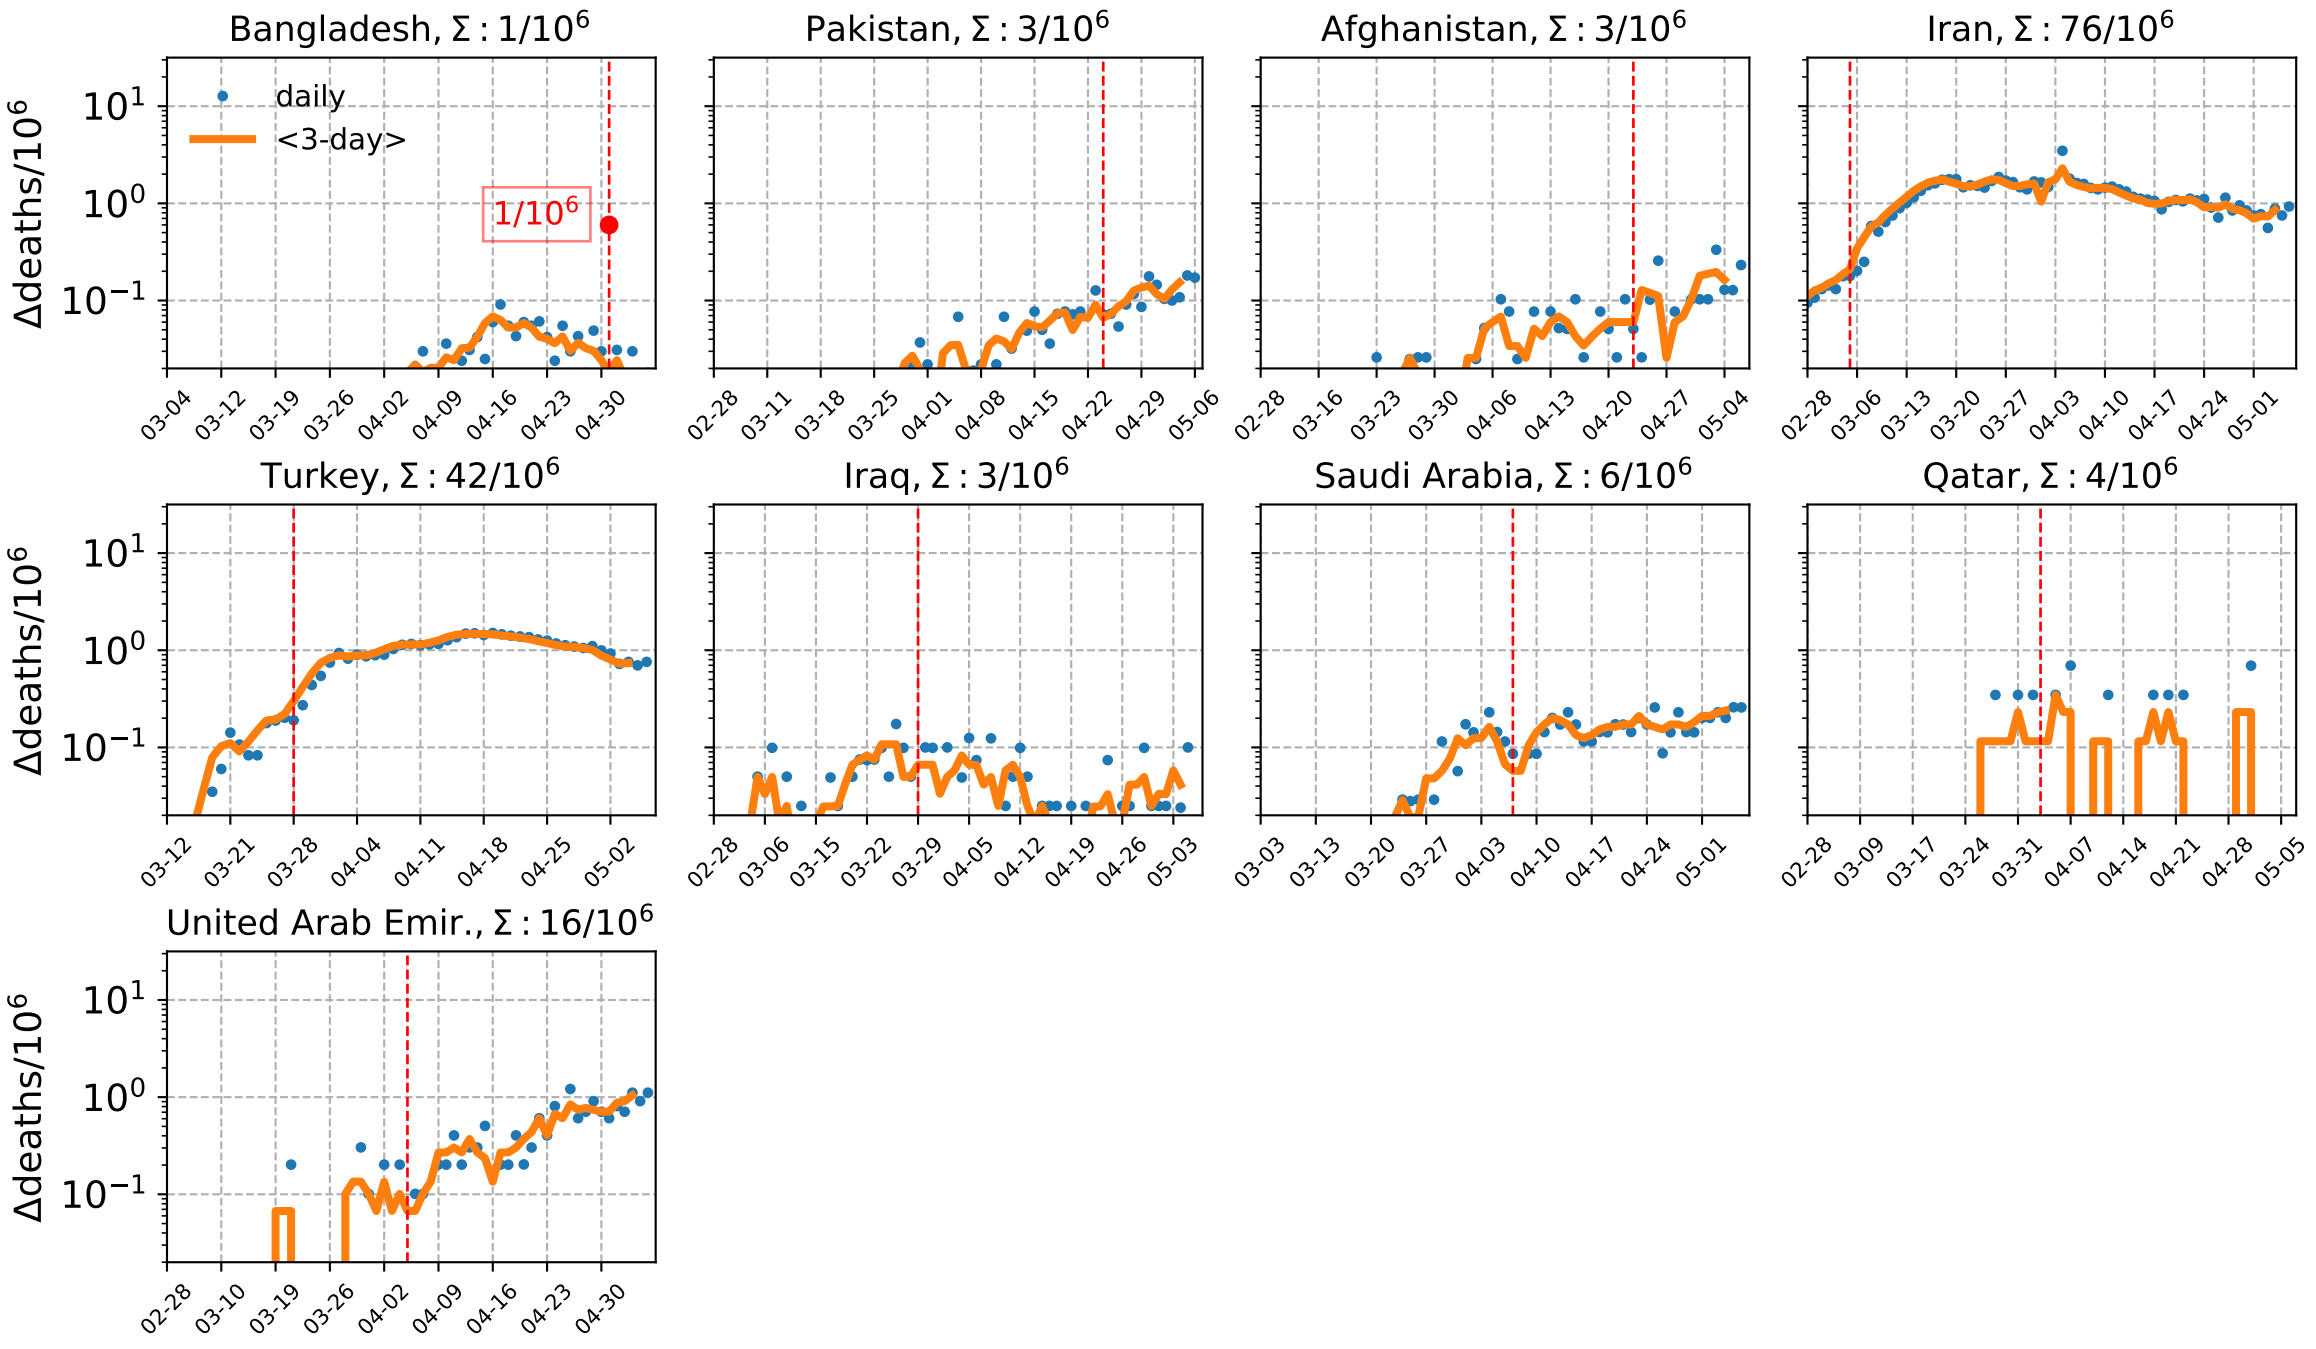 Bangladesh, Σ : 1/10⁶
Pakistan, Σ : 3/10⁶
Afghanistan, Σ : 3/10⁶
Iran, Σ : 76/10⁶
Δdeaths/10⁶
10¹
10⁰
10⁻¹
daily
<3-day>
1/10⁶
03-04 03-12 03-19 03-26 04-02 04-09 04-16 04-23 04-30
02-28 03-11 03-18 03-25 04-01 04-08 04-15 04-22 04-29 05-06
02-28 03-16 03-23 03-30 04-06 04-13 04-20 04-27 05-04
02-28 03-06 03-13 03-20 03-27 04-03 04-10 04-17 04-24 05-01
Turkey, Σ : 42/10⁶
Iraq, Σ : 3/10⁶
Saudi Arabia, Σ : 6/10⁶
Qatar, Σ : 4/10⁶
Δdeaths/10⁶
10¹
10⁰
10⁻¹
03-12 03-21 03-28 04-04 04-11 04-18 04-25 05-02
02-28 03-06 03-15 03-22 03-29 04-05 04-12 04-19 04-26 05-03
03-03 03-13 03-20 03-27 04-03 04-10 04-17 04-24 05-01
02-28 03-09 03-17 03-24 03-31 04-07 04-14 04-21 04-28 05-05
United Arab Emir., Σ : 16/10⁶
Δdeaths/10⁶
10¹
10⁰
10⁻¹
02-28 03-10 03-19 03-26 04-02 04-09 04-16 04-23 04-30